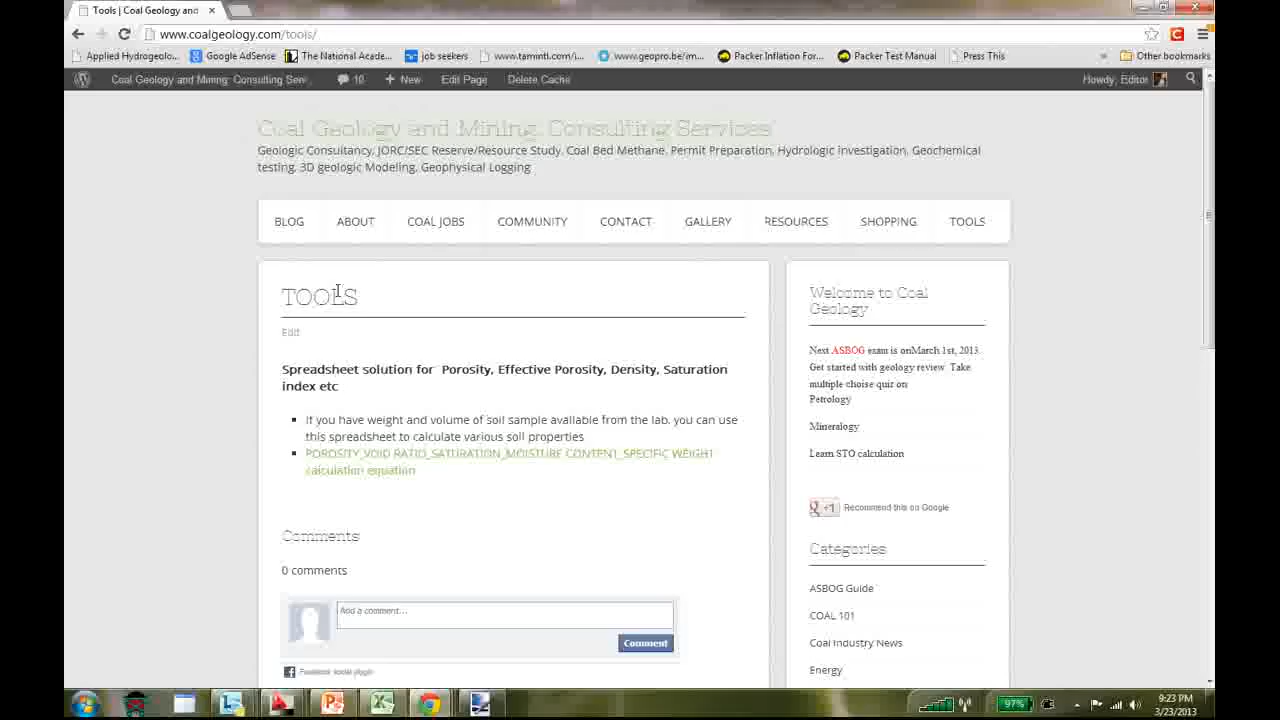 Tools | Coal Geology and
www.coalgeology.com/tools/
Applied Hydrogeolo...
Google AdSense
The National Acade...
job seekers
www.tamintl.com/i...
www.geopro.be/m...
Packer Inflation For...
Packer Test Manual
Press This
»
Other bookmarks
Coal Geology and Mining: Consulting Serv
10
+ New
Edit Page
Delete Cache
Howdy, Editor
Coal Geology and Mining: Consulting Services
Geologic Consultancy, JORC/SEC Reserve/Resource Study, Coal Bed Methane, Permit Preparation, Hydrologic investigation, Geochemical
testing, 3D geologic Modeling, Geophysical Logging
BLOG
ABOUT
COAL JOBS
COMMUNITY
CONTACT
GALLERY
RESOURCES
SHOPPING
TOOLS
TOOLS
Edit
Spreadsheet solution for Porosity, Effective Porosity, Density, Saturation
index etc
If you have weight and volume of soil sample available from the lab, you can use
this spreadsheet to calculate various soil properties
POROSITY_VOID RATIO_SATURATION_MOISTURE CONTENT_SPECIFIC WEIGHT
calculation equation
Comments
0 comments
Add a comment...
Comment
Facebook social plugin
Welcome to Coal
Geology
Next ASBOG exam is onMarch 1st, 2013.
Get started with geology review. Take
multiple choise quiz on
Petrology
Mineralogy
Learn STO calculation
+1
Recommend this on Google
Categories
ASBOG Guide
COAL 101
Coal Industry News
Energy
97%
9:23 PM
3/23/2013